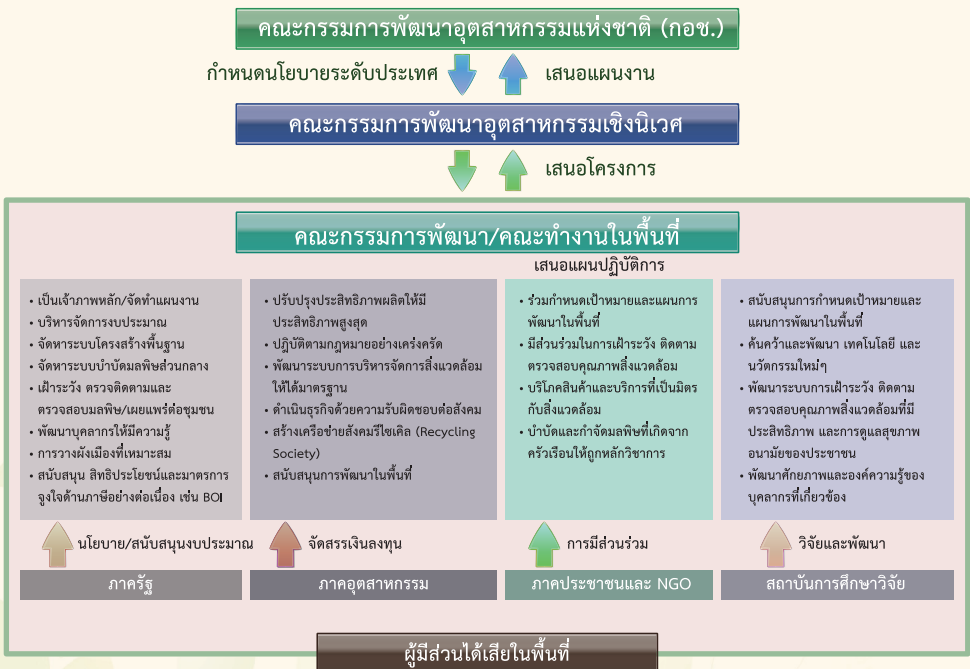 คณะกรรมการพัฒนาอุตสาหกรรมแห่งชาติ (กอช.)
กำหนดนโยบายระดับประเทศ
เสนอแผนงาน
คณะกรรมการพัฒนาอุตสาหกรรมเชิงนิเวศ
เสนอโครงการ
คณะกรรมการพัฒนา/คณะทำงานในพื้นที่
เสนอแผนปฏิบัติการ
• เป็นเจ้าภาพหลัก/จัดทำแผนงาน
• บริหารจัดการงบประมาณ
• จัดหาระบบโครงสร้างพื้นฐาน
• จัดหาระบบบำบัดมลพิษส่วนกลาง
• เฝ้าระวัง ตรวจติดตามและ
ตรวจสอบมลพิษ/เผยแพร่ต่อชุมชน
• พัฒนาบุคลากรให้มีความรู้
• การวางผังเมืองที่เหมาะสม
• สนับสนุน สิทธิประโยชน์และมาตรการ
จูงใจด้านภาษีอย่างต่อเนื่อง เช่น BOI
นโยบาย/สนับสนุนงบประมาณ
ภาครัฐ
• ปรับปรุงประสิทธิภาพผลิตให้มี
ประสิทธิภาพสูงสุด
• ปฎิบัติตามกฎหมายอย่างเคร่งครัด
• พัฒนาระบบการบริหารจัดการสิ่งแวดล้อม
ให้ได้มาตรฐาน
• ดำเนินธุรกิจด้วยความรับผิดชอบต่อสังคม
• สร้างเครือข่ายสังคมรีไซเคิล (Recycling
Society)
• สนับสนุนการพัฒนาในพื้นที่
จัดสรรเงินลงทุน
ภาคอุตสาหกรรม
• ร่วมกำหนดเป้าหมายและแผนการ
พัฒนาในพื้นที่
• มีส่วนร่วมในการเฝ้าระวัง ติดตาม
ตรวจสอบคุณภาพสิ่งแวดล้อม
• บริโภคสินค้าและบริการที่เป็นมิตร
กับสิ่งแวดล้อม
• บำบัดและกำจัดมลพิษที่เกิดจาก
ครัวเรือนให้ถูกหลักวิชาการ
การมีส่วนร่วม
ภาคประชาชนและ NGO
• สนับสนุนการกำหนดเป้าหมายและ
แผนการพัฒนาในพื้นที่
• ค้นคว้าและพัฒนา เทคโนโลยี และ
นวัตกรรมใหม่ๆ
• พัฒนาระบบการเฝ้าระวัง ติดตาม
ตรวจสอบคุณภาพสิ่งแวดล้อมที่มี
ประสิทธิภาพ และการดูแลสุขภาพ
อนามัยของประชาชน
• พัฒนาศักยภาพและองค์ความรู้ของ
บุคลากรที่เกี่ยวข้อง
วิจัยและพัฒนา
สถาบันการศึกษาวิจัย
ผู้มีส่วนได้เสียในพื้นที่